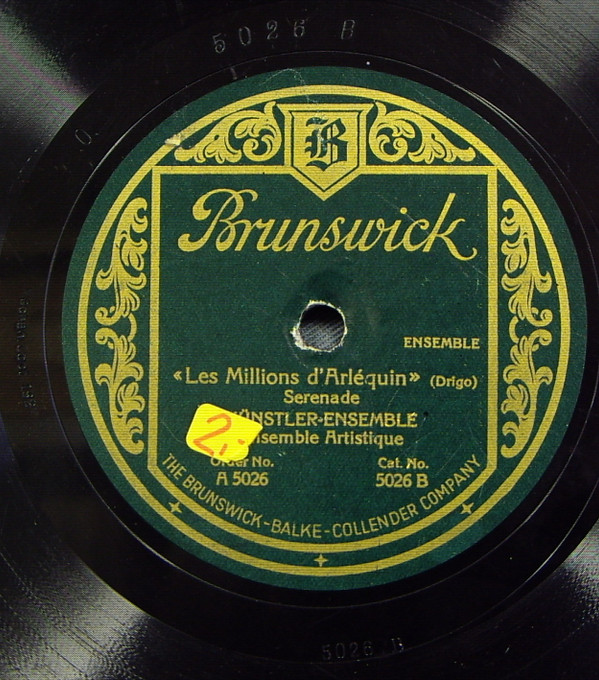 5026 B
B
Brunswick
ENSEMBLE
«Les Millions d'Arléquin» (Drigo)
Serenade
ÜNSTLER-ENSEMBLE
nsemble Artistique
2,-
Order No. Cat. No.
A 5026 5026 B
THE BRUNSWICK-BALKE-COLLENDER COMPANY
5026 B